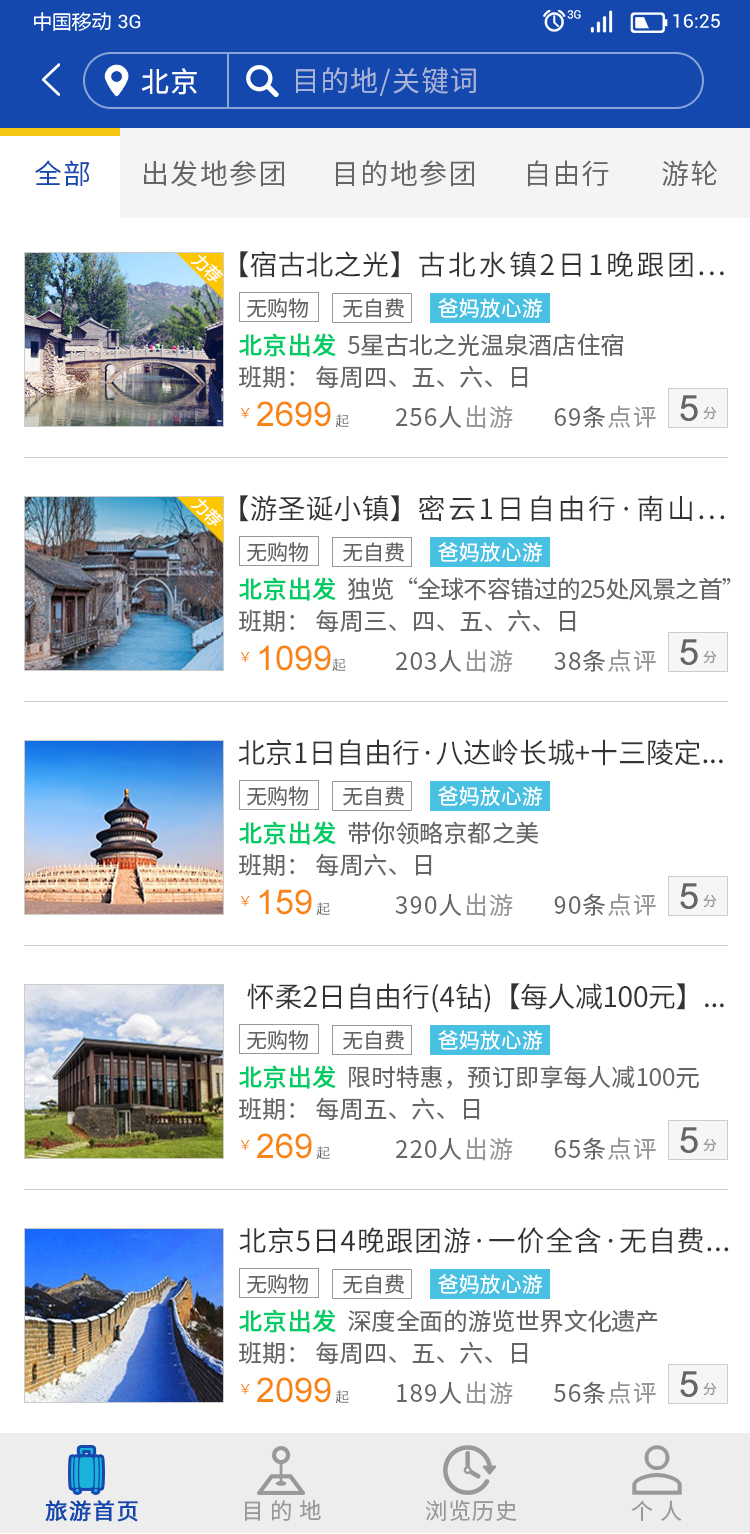 中国移动 3G 3G 16:25
北京 目的地/关键词
全部 出发地参团 目的地参团 自由行 游轮
力荐 【宿古北之光】古北水镇2日1晚跟团...
无购物 无自费 爸妈放心游
北京出发 5星古北之光温泉酒店住宿
班期： 每周四、五、六、日
￥2699起 256人出游 69条点评 5分
力荐 【游圣诞小镇】密云1日自由行·南山...
无购物 无自费 爸妈放心游
北京出发 独览“全球不容错过的25处风景之首”
班期： 每周三、四、五、六、日
￥1099起 203人出游 38条点评 5分
北京1日自由行·八达岭长城+十三陵定...
无购物 无自费 爸妈放心游
北京出发 带你领略京都之美
班期： 每周六、日
￥159起 390人出游 90条点评 5分
怀柔2日自由行(4钻)【每人减100元】...
无购物 无自费 爸妈放心游
北京出发 限时特惠，预订即享每人减100元
班期： 每周五、六、日
￥269起 220人出游 65条点评 5分
北京5日4晚跟团游·一价全含·无自费...
无购物 无自费 爸妈放心游
北京出发 深度全面的游览世界文化遗产
班期： 每周四、五、六、日
￥2099起 189人出游 56条点评 5分
旅游首页 目的地 浏览历史 个人